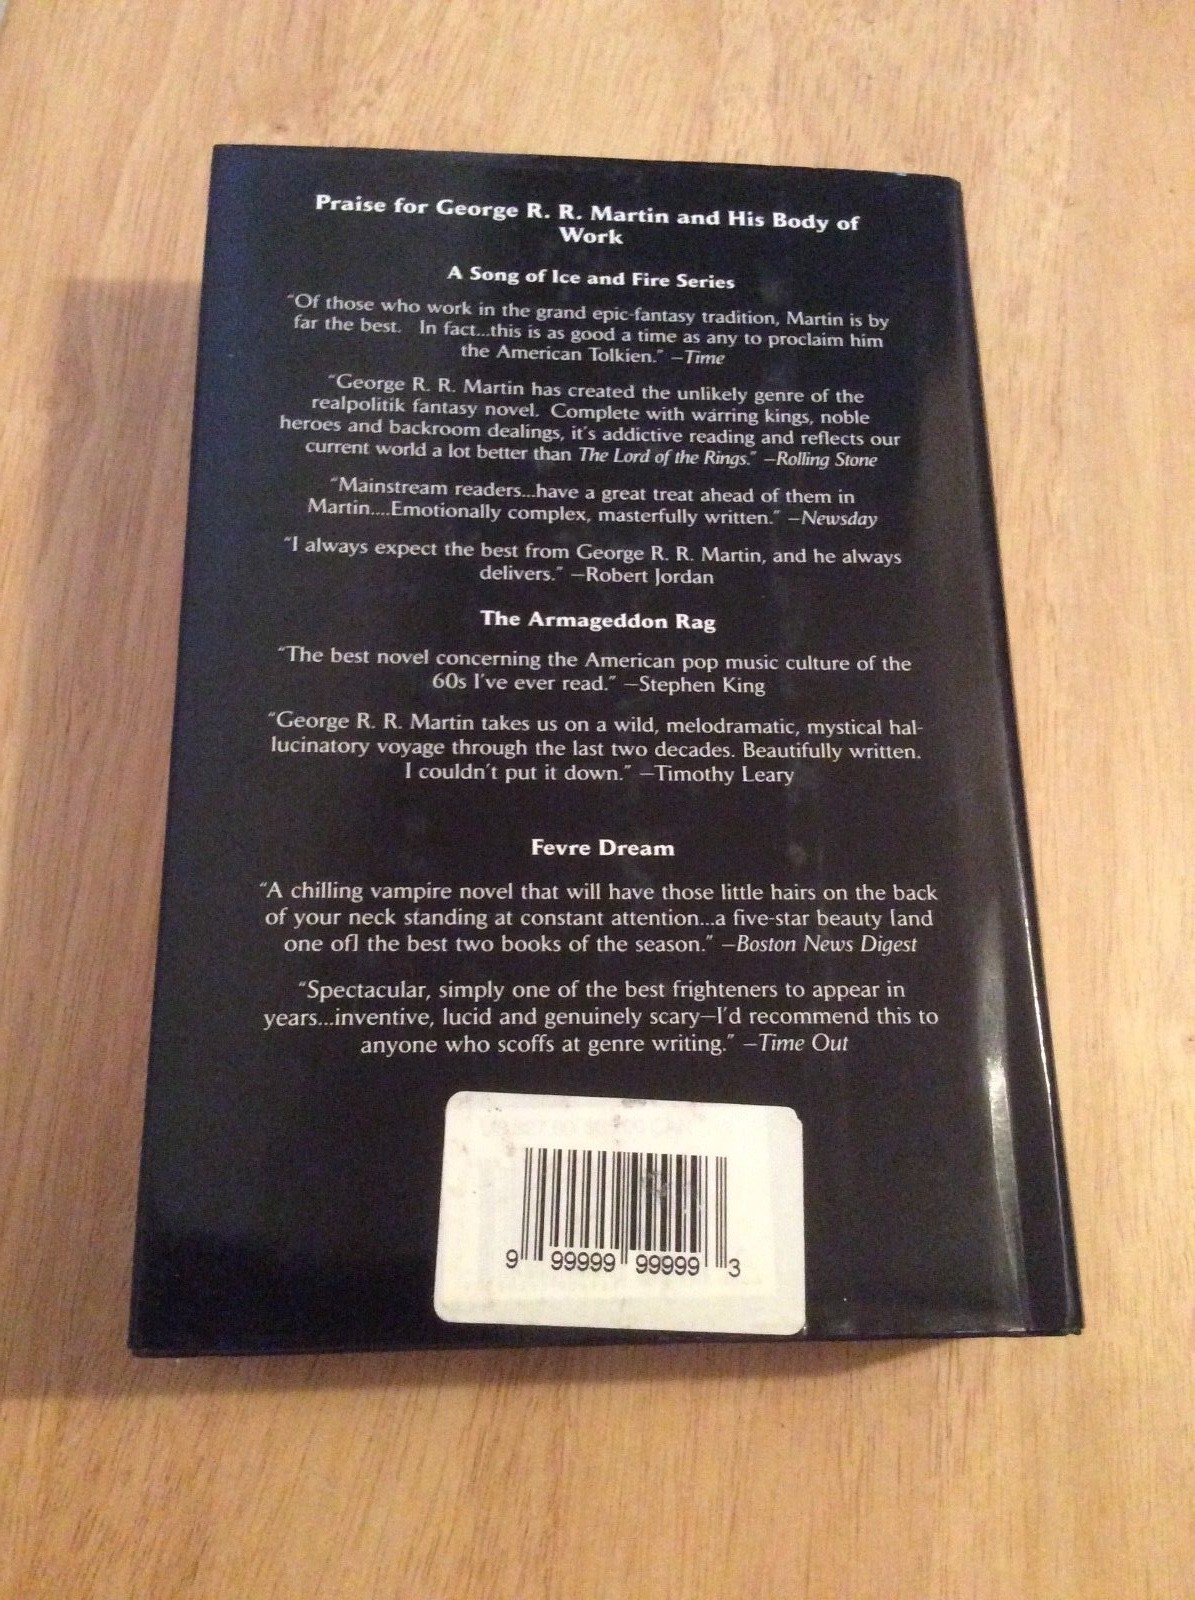 Praise for George R. R. Martin and His Body of
Work
A Song of Ice and Fire Series
“Of those who work in the grand epic-fantasy tradition, Martin is by
far the best. In fact...this is as good a time as any to proclaim him
the American Tolkien.” —Time
“George R. R. Martin has created the unlikely genre of the
realpolitik fantasy novel. Complete with warring kings, noble
heroes and backroom dealings, it's addictive reading and reflects our
current world a lot better than The Lord of the Rings.” —Rolling Stone
“Mainstream readers...have a great treat ahead of them in
Martin....Emotionally complex, masterfully written.” —Newsday
“I always expect the best from George R. R. Martin, and he always
delivers.” —Robert Jordan
The Armageddon Rag
“The best novel concerning the American pop music culture of the
60s I've ever read.” —Stephen King
“George R. R. Martin takes us on a wild, melodramatic, mystical hal-
lucinatory voyage through the last two decades. Beautifully written.
I couldn't put it down.” —Timothy Leary
Fevre Dream
“A chilling vampire novel that will have those little hairs on the back
of your neck standing at constant attention...a five-star beauty [and
one of] the best two books of the season.” —Boston News Digest
“Spectacular, simply one of the best frighteners to appear in
years...inventive, lucid and genuinely scary—I'd recommend this to
anyone who scoffs at genre writing.” —Time Out
9 99999 99999 3